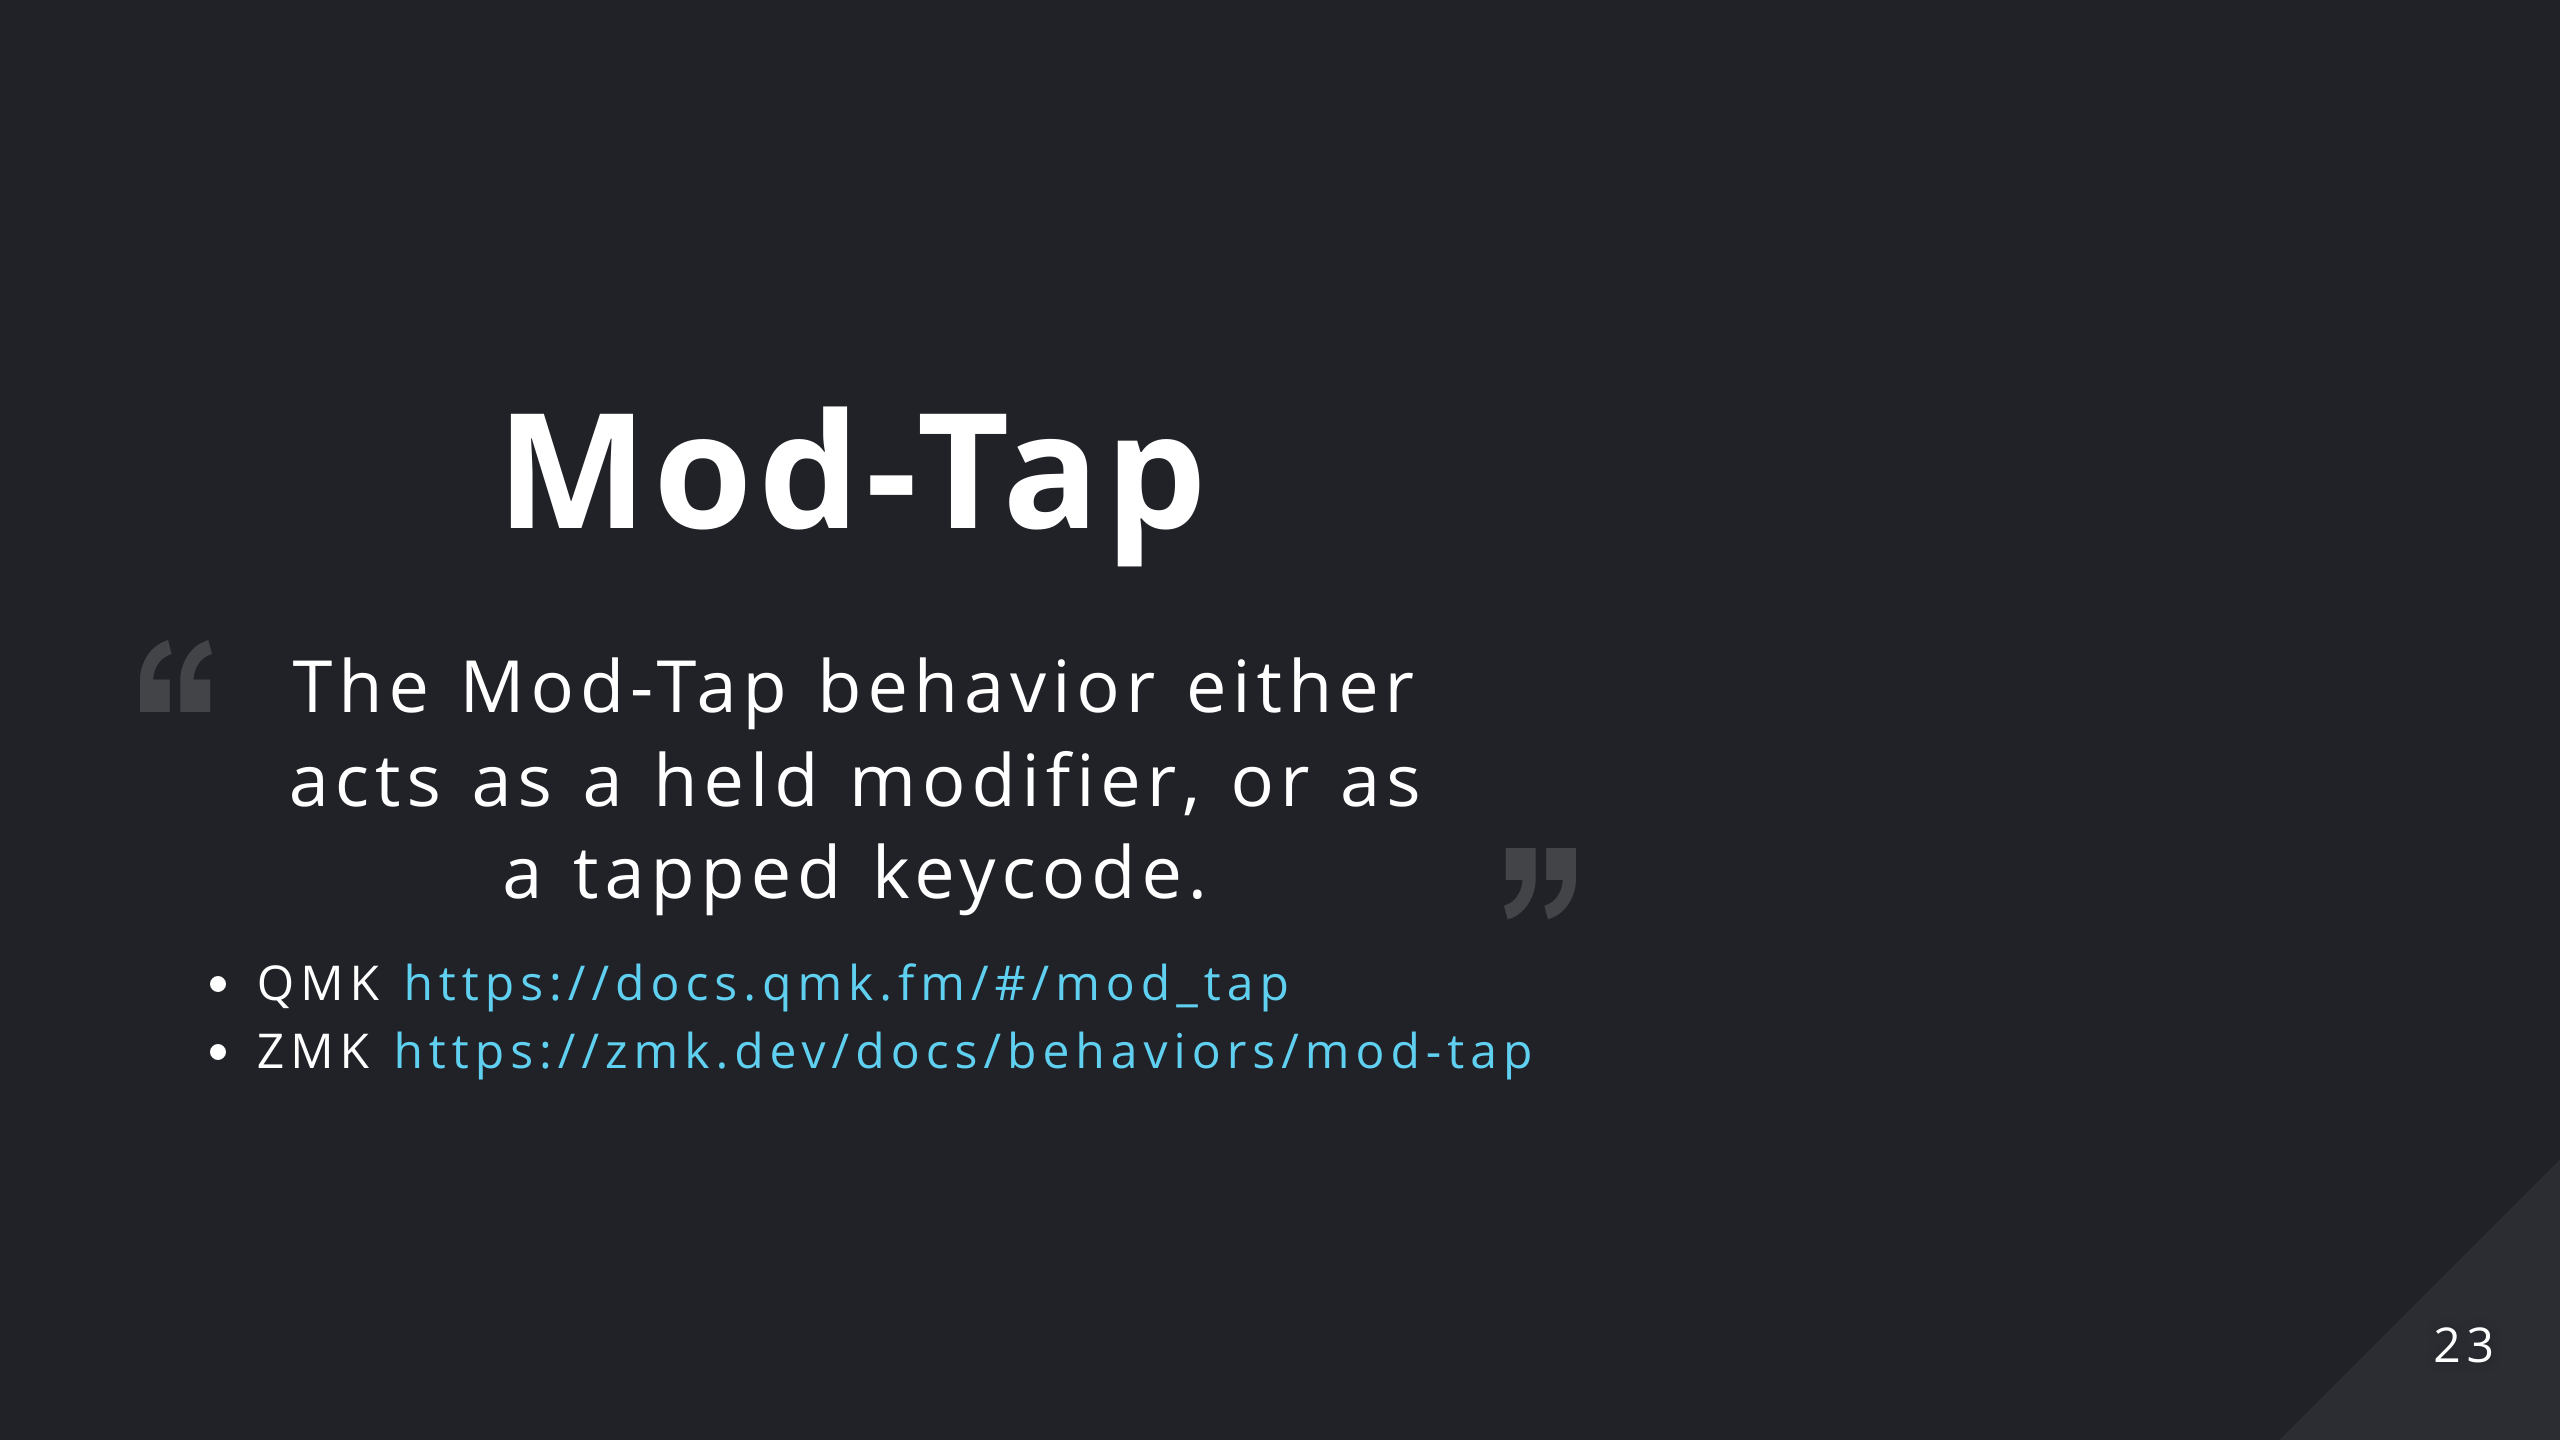 Mod-Tap
“ The Mod-Tap behavior either
acts as a held modifier, or as
a tapped keycode. ”
• QMK https://docs.qmk.fm/#/mod_tap
• ZMK https://zmk.dev/docs/behaviors/mod-tap
23